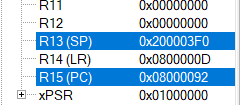 R11 0x00000000
R12 0x00000000
R13 (SP) 0x200003F0
R14 (LR) 0x0800000D
R15 (PC) 0x08000092
xPSR 0x01000000